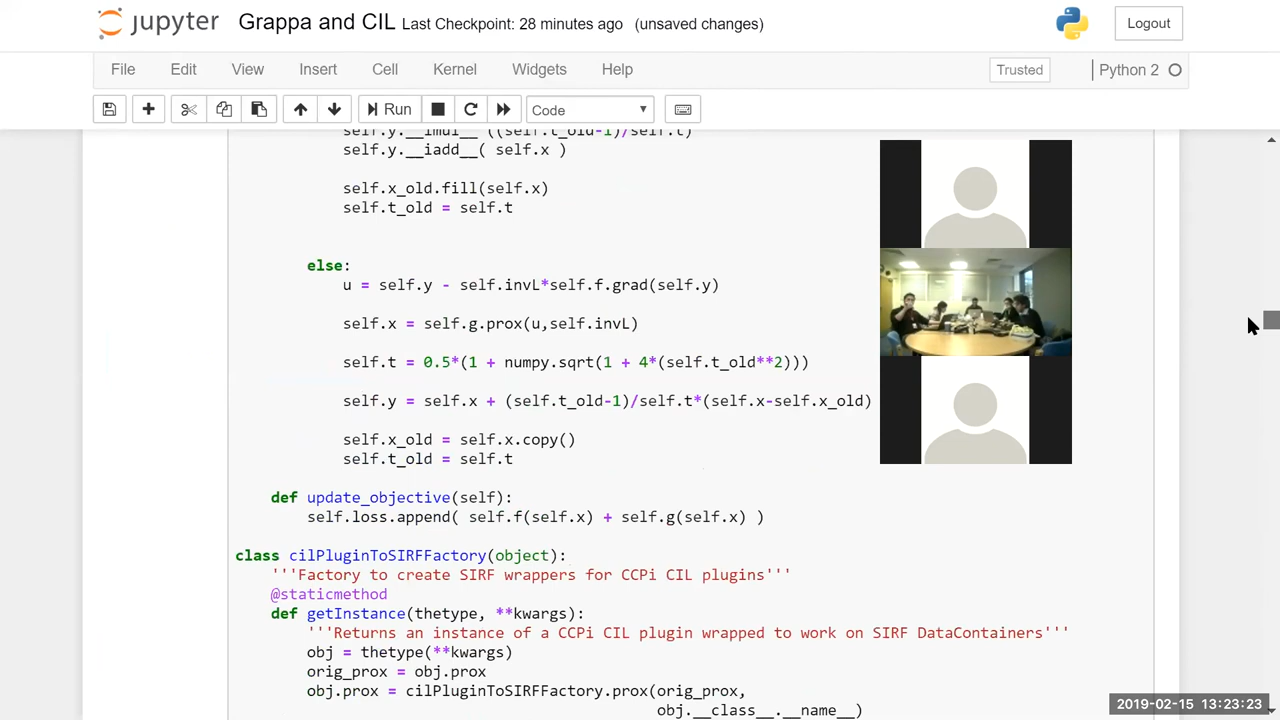 jupyter Grappa and CIL Last Checkpoint: 28 minutes ago (unsaved changes) Logout
File Edit View Insert Cell Kernel Widgets Help Trusted Python 2
Run Code
self.y.__imul__ ((self.t_old-1)/self.t)
self.y.__iadd__( self.x )
self.x_old.fill(self.x)
self.t_old = self.t
else:
u = self.y - self.invL*self.f.grad(self.y)
self.x = self.g.prox(u,self.invL)
self.t = 0.5*(1 + numpy.sqrt(1 + 4*(self.t_old**2)))
self.y = self.x + (self.t_old-1)/self.t*(self.x-self.x_old)
self.x_old = self.x.copy()
self.t_old = self.t
def update_objective(self):
self.loss.append( self.f(self.x) + self.g(self.x) )
class cilPluginToSIRFFactory(object):
'''Factory to create SIRF wrappers for CCPi CIL plugins'''
@staticmethod
def getInstance(thetype, **kwargs):
'''Returns an instance of a CCPi CIL plugin wrapped to work on SIRF DataContainers'''
obj = thetype(**kwargs)
orig_prox = obj.prox
obj.prox = cilPluginToSIRFFactory.prox(orig_prox,
obj.__class__.__name__)
2019-02-15 13:23:23